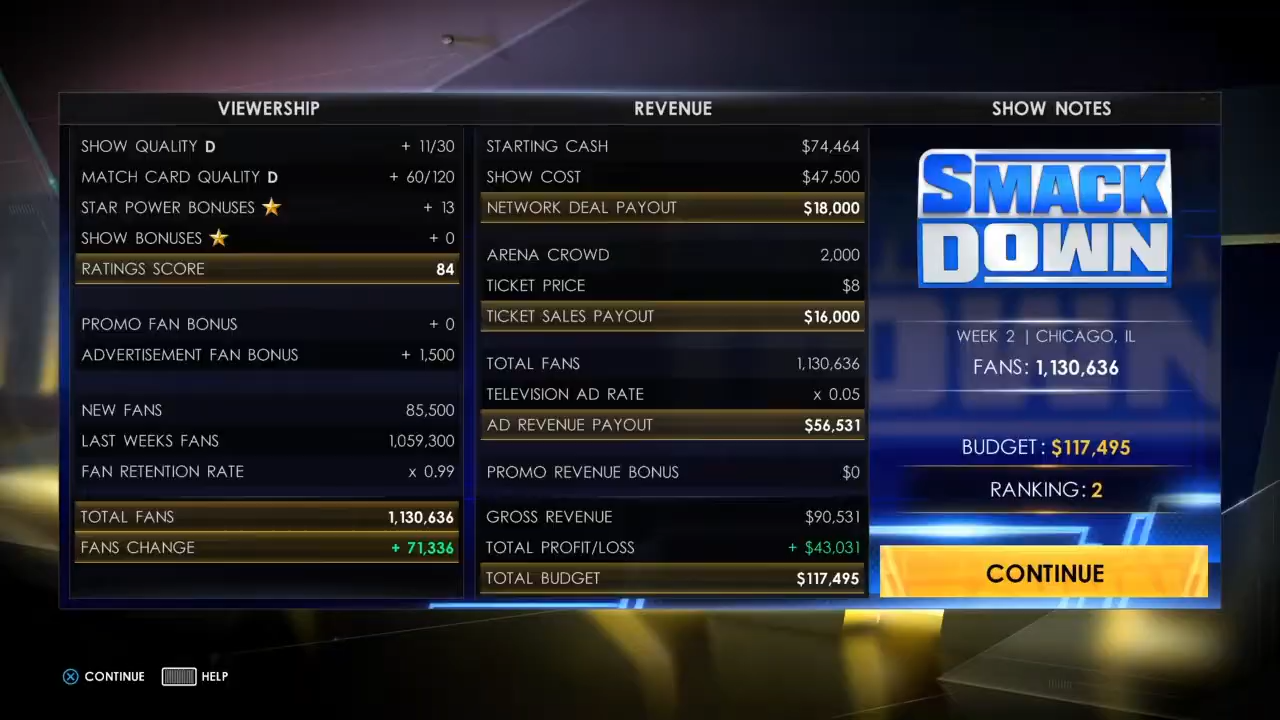 VIEWERSHIP
SHOW QUALITY D + 11/30
MATCH CARD QUALITY D + 60/120
STAR POWER BONUSES + 13
SHOW BONUSES + 0
RATINGS SCORE 84
PROMO FAN BONUS + 0
ADVERTISEMENT FAN BONUS + 1,500
NEW FANS 85,500
LAST WEEKS FANS 1,059,300
FAN RETENTION RATE x 0.99
TOTAL FANS 1,130,636
FANS CHANGE + 71,336
REVENUE
STARTING CASH $74,464
SHOW COST $47,500
NETWORK DEAL PAYOUT $18,000
ARENA CROWD 2,000
TICKET PRICE $8
TICKET SALES PAYOUT $16,000
TOTAL FANS 1,130,636
TELEVISION AD RATE x 0.05
AD REVENUE PAYOUT $56,531
PROMO REVENUE BONUS $0
GROSS REVENUE $90,531
TOTAL PROFIT/LOSS + $43,031
TOTAL BUDGET $117,495
SHOW NOTES
SMACK
DOWN
WEEK 2 | CHICAGO, IL
FANS: 1,130,636
BUDGET: $117,495
RANKING: 2
CONTINUE
CONTINUE HELP